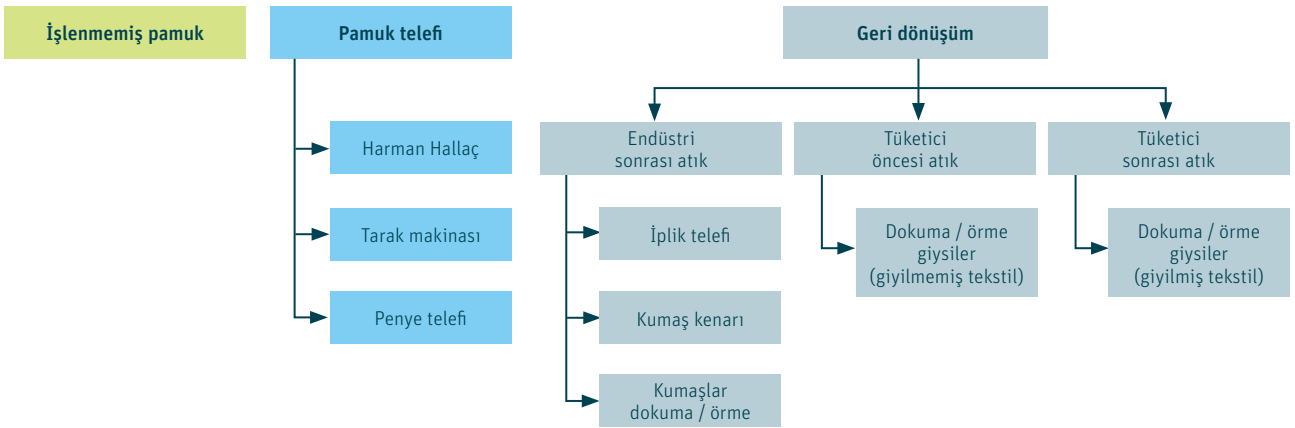 İşlenmemiş pamuk
Pamuk telefi
Harman Hallaç
Tarak makinası
Penye telefi
Geri dönüşüm
Endüstri
sonrası atık
İplik telefi
Kumaş kenarı
Kumaşlar
dokuma / örme
Tüketici
öncesi atık
Dokuma / örme
giysiler
(giyilmemiş tekstil)
Tüketici
sonrası atık
Dokuma / örme
giysiler
(giyilmiş tekstil)